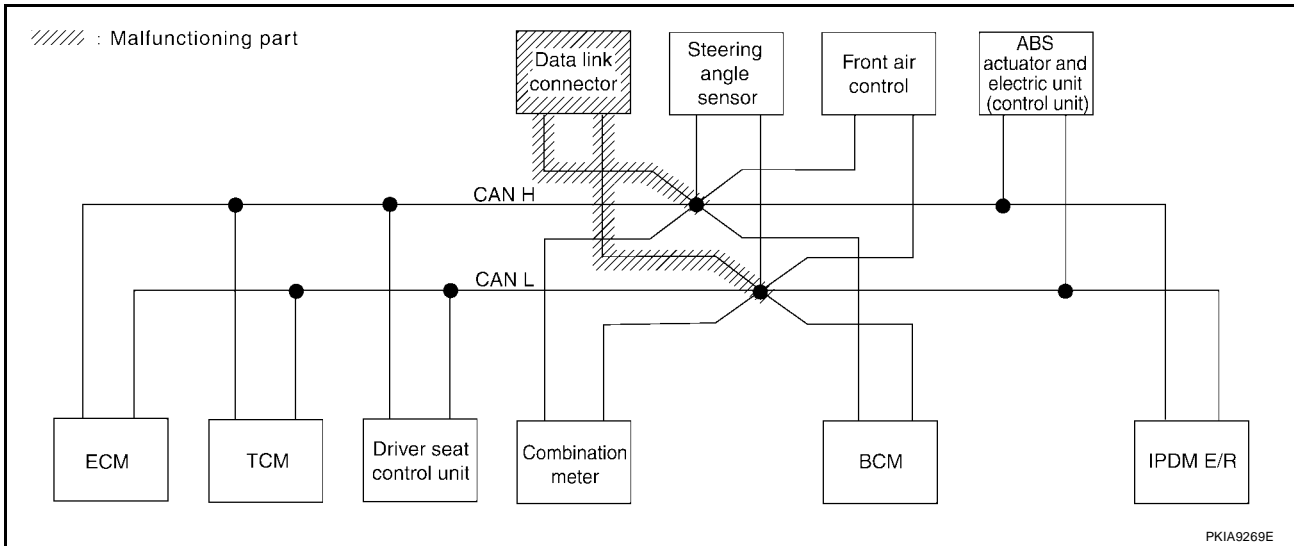 : Malfunctioning part
Data link
connector
Steering
angle
sensor
Front air
control
ABS
actuator and
electric unit
(control unit)
CAN H
CAN L
ECM
TCM
Driver seat
control unit
Combination
meter
BCM
IPDM E/R
PKIA9269E